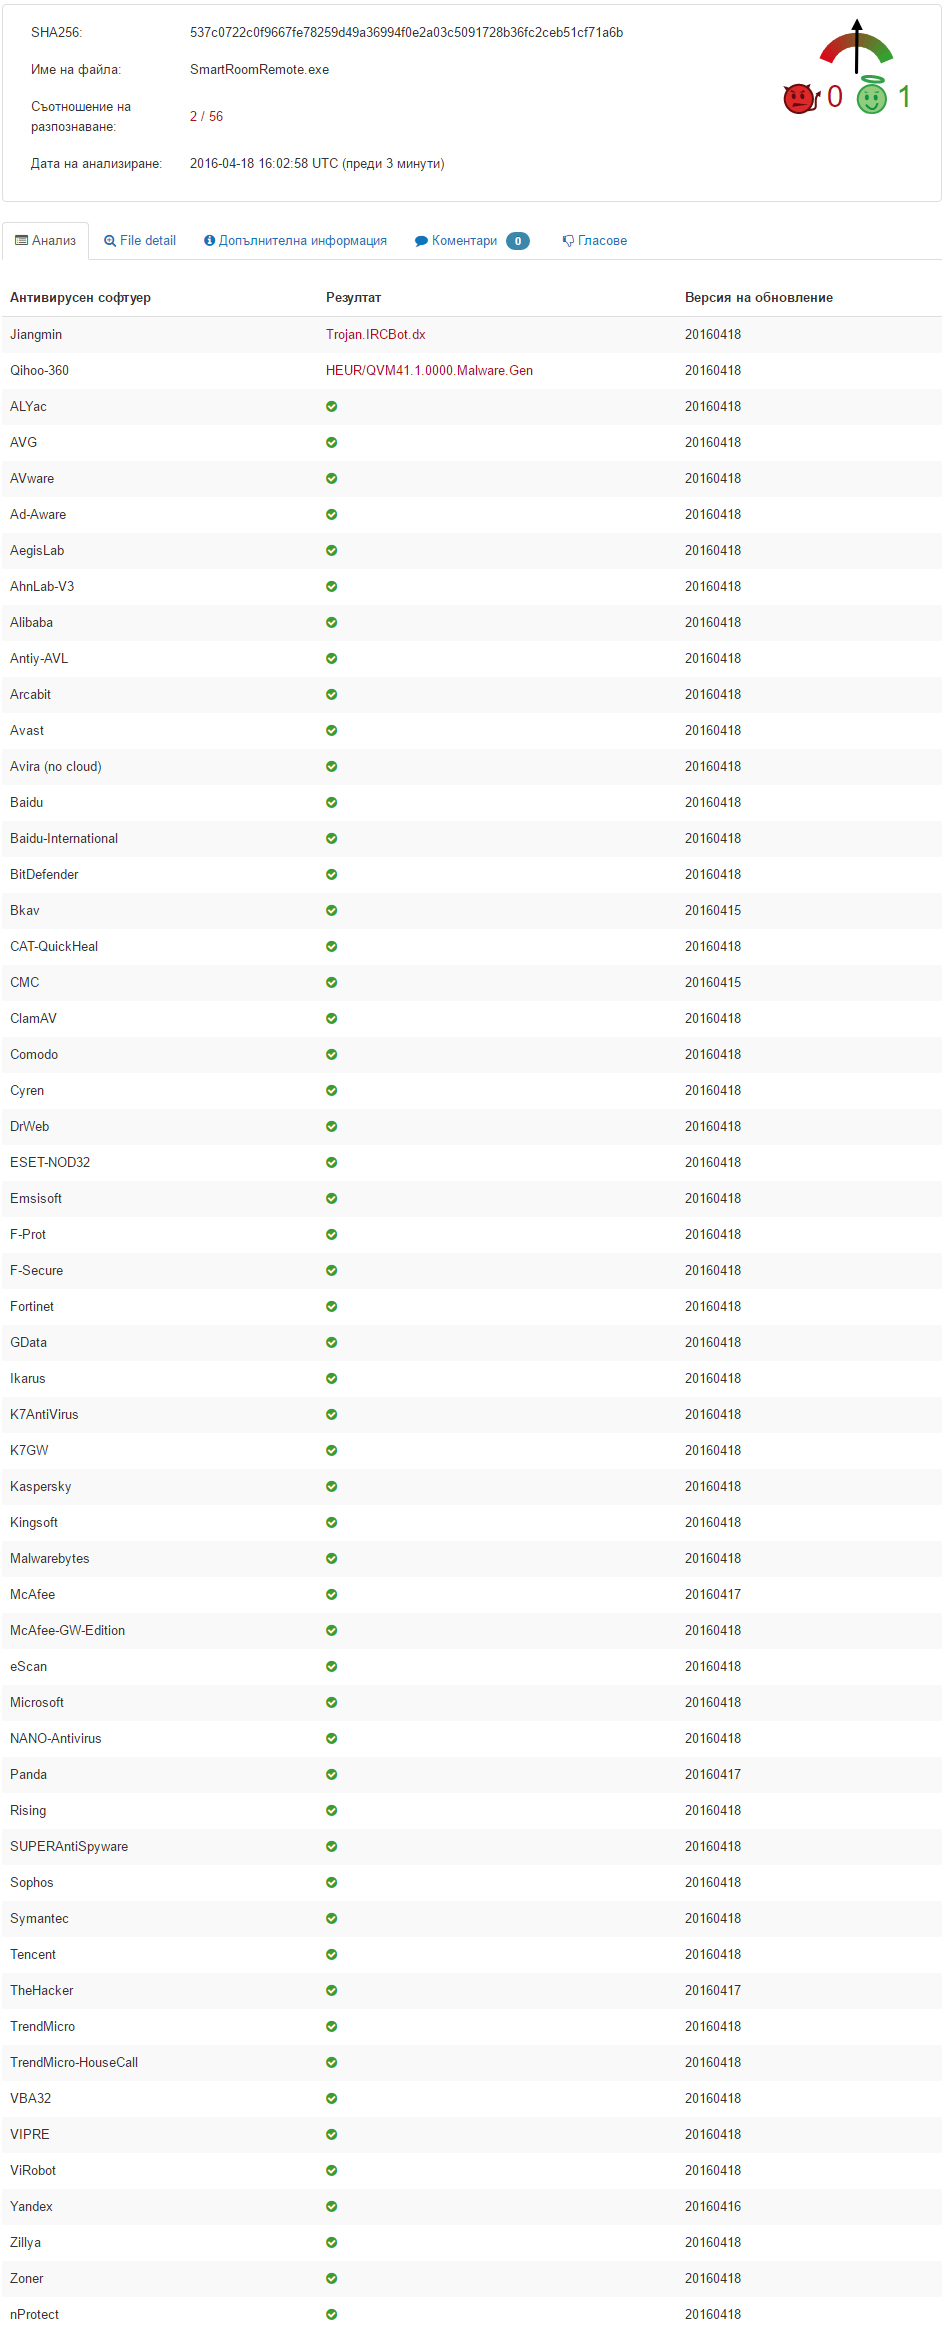 SHA256: 537c0722c0f9667fe78259d49a36994f0e2a03c5091728b36fc2ceb51cf71a6b
Име на файла: SmartRoomRemote.exe
Съотношение на разпознаване: 2 / 56
Дата на анализиране: 2016-04-18 16:02:58 UTC (преди 3 минути)
0 1
Анализ File detail Допълнителна информация Коментари 0 Гласове
Антивирусен софтуер Резултат Версия на обновление
Jiangmin Trojan.IRCBot.dx 20160418
Qihoo-360 HEUR/QVM41.1.0000.Malware.Gen 20160418
ALYac 20160418
AVG 20160418
AVware 20160418
Ad-Aware 20160418
AegisLab 20160418
AhnLab-V3 20160418
Alibaba 20160418
Antiy-AVL 20160418
Arcabit 20160418
Avast 20160418
Avira (no cloud) 20160418
Baidu 20160418
Baidu-International 20160418
BitDefender 20160418
Bkav 20160415
CAT-QuickHeal 20160418
CMC 20160415
ClamAV 20160418
Comodo 20160418
Cyren 20160418
DrWeb 20160418
ESET-NOD32 20160418
Emsisoft 20160418
F-Prot 20160418
F-Secure 20160418
Fortinet 20160418
GData 20160418
Ikarus 20160418
K7AntiVirus 20160418
K7GW 20160418
Kaspersky 20160418
Kingsoft 20160418
Malwarebytes 20160418
McAfee 20160417
McAfee-GW-Edition 20160418
eScan 20160418
Microsoft 20160418
NANO-Antivirus 20160418
Panda 20160417
Rising 20160418
SUPERAntiSpyware 20160418
Sophos 20160418
Symantec 20160418
Tencent 20160418
TheHacker 20160417
TrendMicro 20160418
TrendMicro-HouseCall 20160418
VBA32 20160418
VIPRE 20160418
ViRobot 20160418
Yandex 20160416
Zillya 20160418
Zoner 20160418
nProtect 20160418